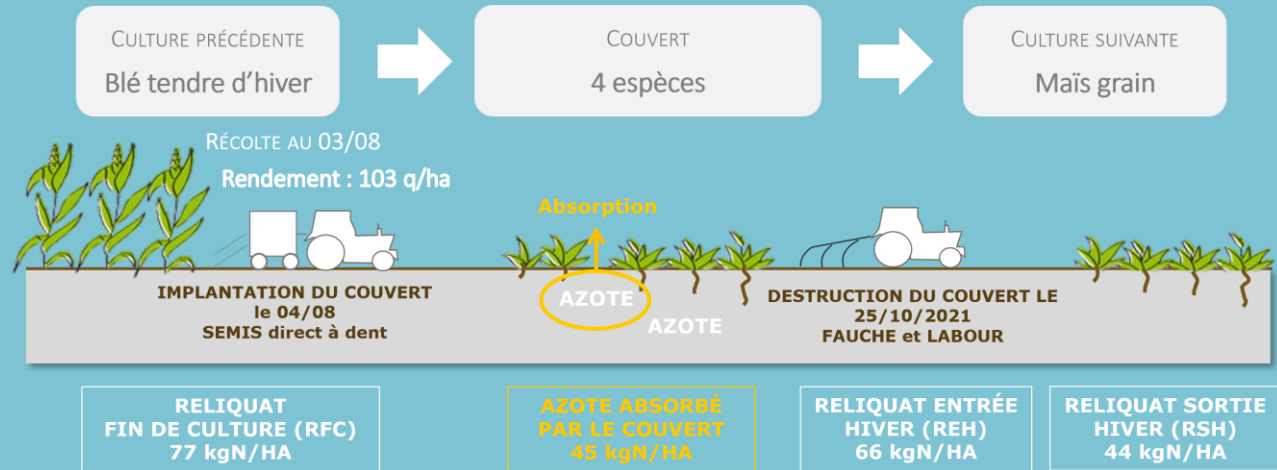 CULTURE PRÉCÉDENTE
Blé tendre d'hiver
COUVERT
4 espèces
CULTURE SUIVANTE
Maïs grain
RÉCOLTE AU 03/08
Rendement : 103 q/ha
Absorption
IMPLANTATION DU COUVERT
le 04/08
SEMIS direct à dent
AZOTE
AZOTE
DESTRUCTION DU COUVERT LE
25/10/2021
FAUCHE et LABOUR
RELIQUAT
FIN DE CULTURE (RFC)
77 kgN/HA
AZOTE ABSORBÉ
PAR LE COUVERT
45 kgN/HA
RELIQUAT ENTRÉE
HIVER (REH)
66 kgN/HA
RELIQUAT SORTIE
HIVER (RSH)
44 kgN/HA